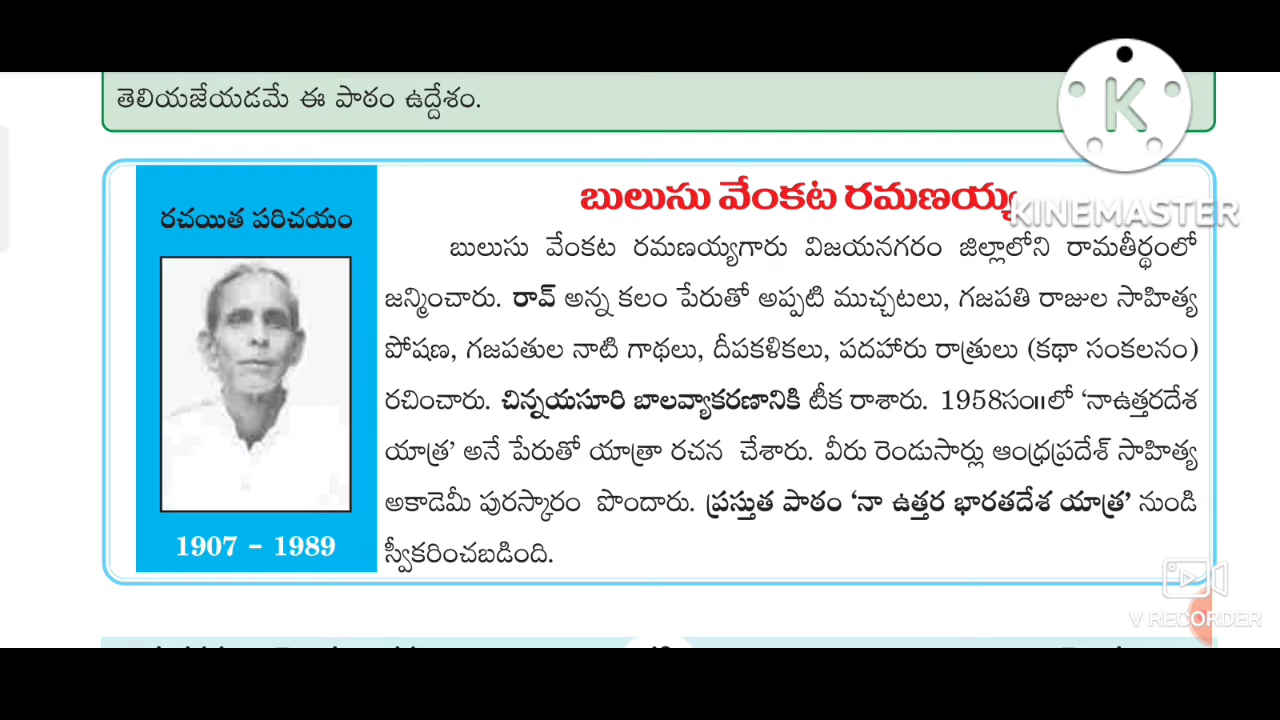 తెలియజేయడమే ఈ పాఠం ఉద్దేశం.
K
KINEMASTER
రచయిత పరిచయం
1907 - 1989
బులుసు వేంకట రమణయ్య
బులుసు వేంకట రమణయ్యగారు విజయనగరం జిల్లాలోని రామతీర్థంలో
జన్మించారు. రావ్ అన్న కలం పేరుతో అప్పటి ముచ్చటలు, గజపతి రాజుల సాహిత్య
పోషణ, గజపతుల నాటి గాథలు, దీపకళికలు, పదహారు రాత్రులు (కథా సంకలనం)
రచించారు. చిన్నయసూరి బాలవ్యాకరణానికి టీక రాశారు. 1958సం॥లో ‘నాఉత్తరదేశ
యాత్ర’ అనే పేరుతో యాత్రా రచన చేశారు. వీరు రెండుసార్లు ఆంధ్రప్రదేశ్ సాహిత్య
అకాడెమీ పురస్కారం పొందారు. ప్రస్తుత పాఠం ‘నా ఉత్తర భారతదేశ యాత్ర’ నుండి
స్వీకరించబడింది.
V RECORDER